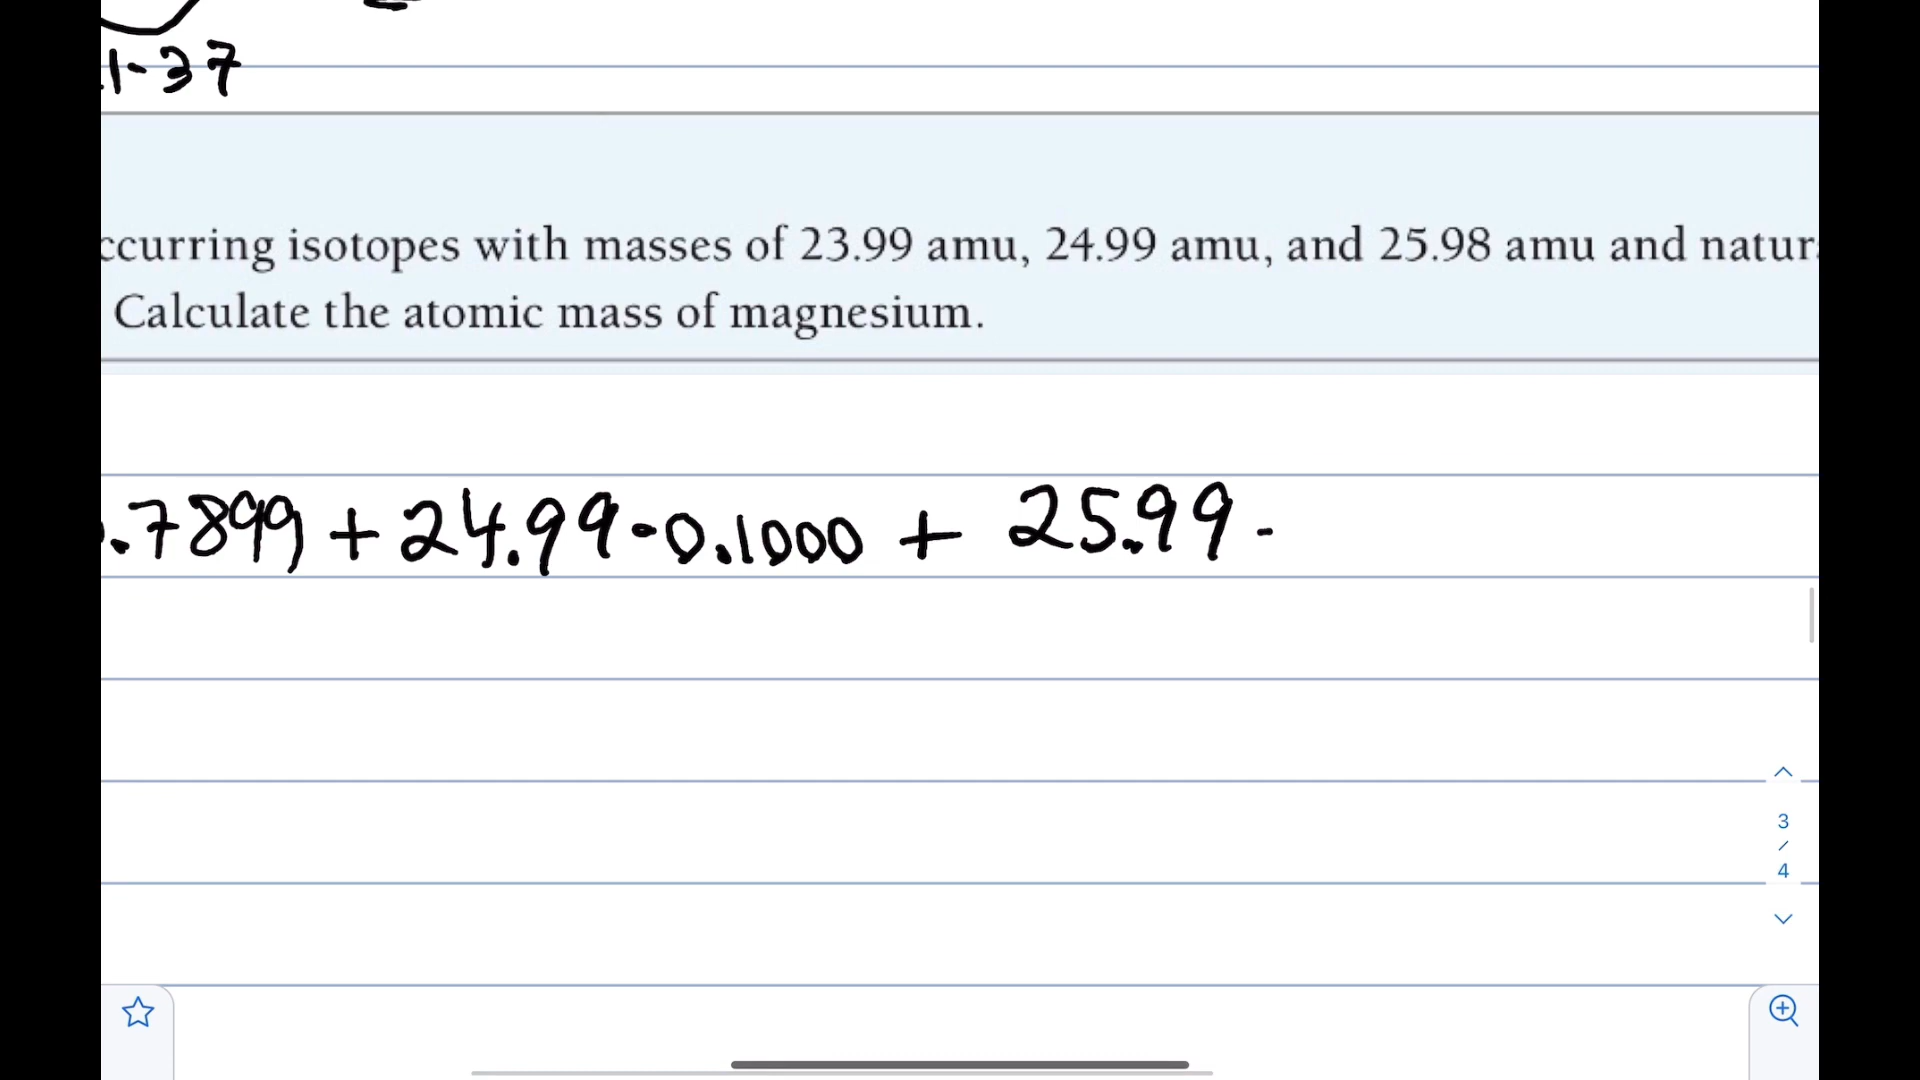 .1-37
ccurring isotopes with masses of 23.99 amu, 24.99 amu, and 25.98 amu and natur
Calculate the atomic mass of magnesium.
.7899 + 24.99 · 0.1000 + 25.99 ·
3
/
4